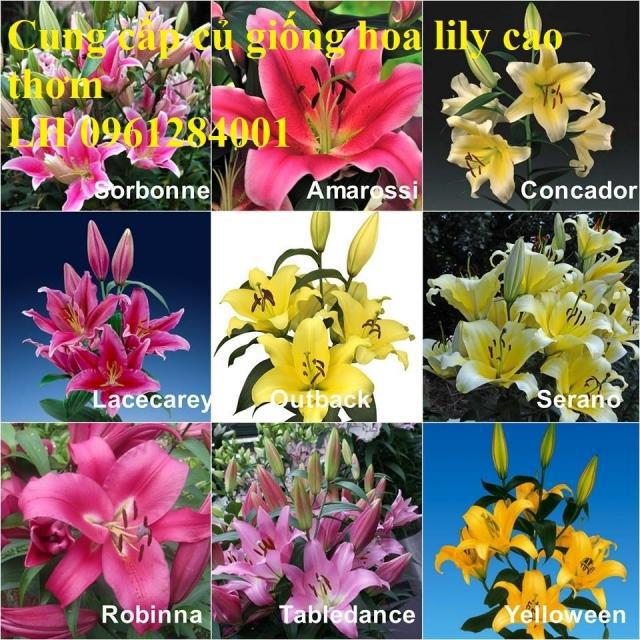 Cung cấp củ giống hoa lily cao
thơm
LH 0961284001
Sorbonne
Amarossi
Concador
Lacecarey
Outback
Serano
Robinna
Tabledance
Yelloween